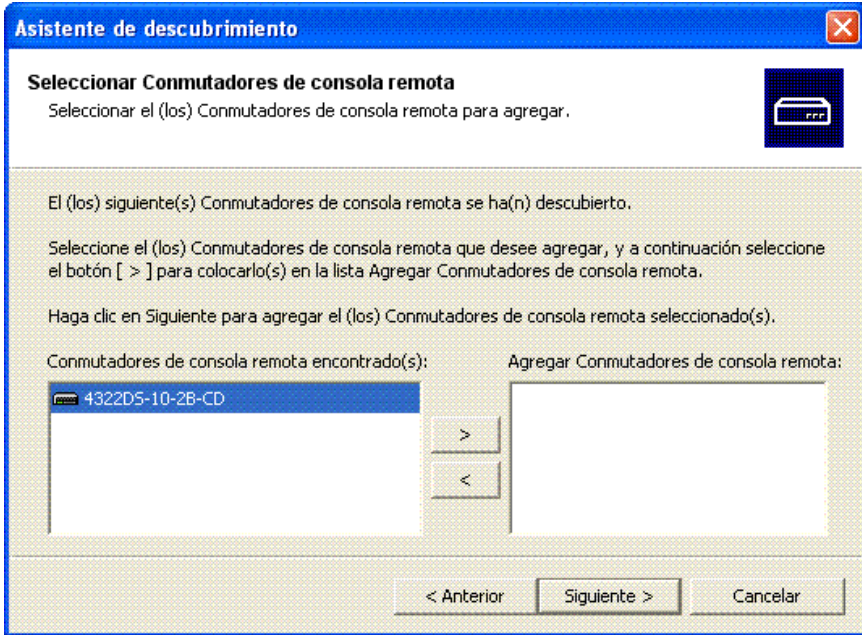 Asistente de descubrimiento
Seleccionar Conmutadores de consola remota
Seleccionar el (los) Conmutadores de consola remota para agregar.
El (los) siguiente(s) Conmutadores de consola remota se ha(n) descubierto.
Seleccione el (los) Conmutadores de consola remota que desee agregar, y a continuación seleccione
el botón [ > ] para colocarlo(s) en la lista Agregar Conmutadores de consola remota.
Haga clic en Siguiente para agregar el (los) Conmutadores de consola remota seleccionado(s).
Conmutadores de consola remota encontrado(s):
Agregar Conmutadores de consola remota:
4322DS-10-2B-CD
>
<
< Anterior
Siguiente >
Cancelar